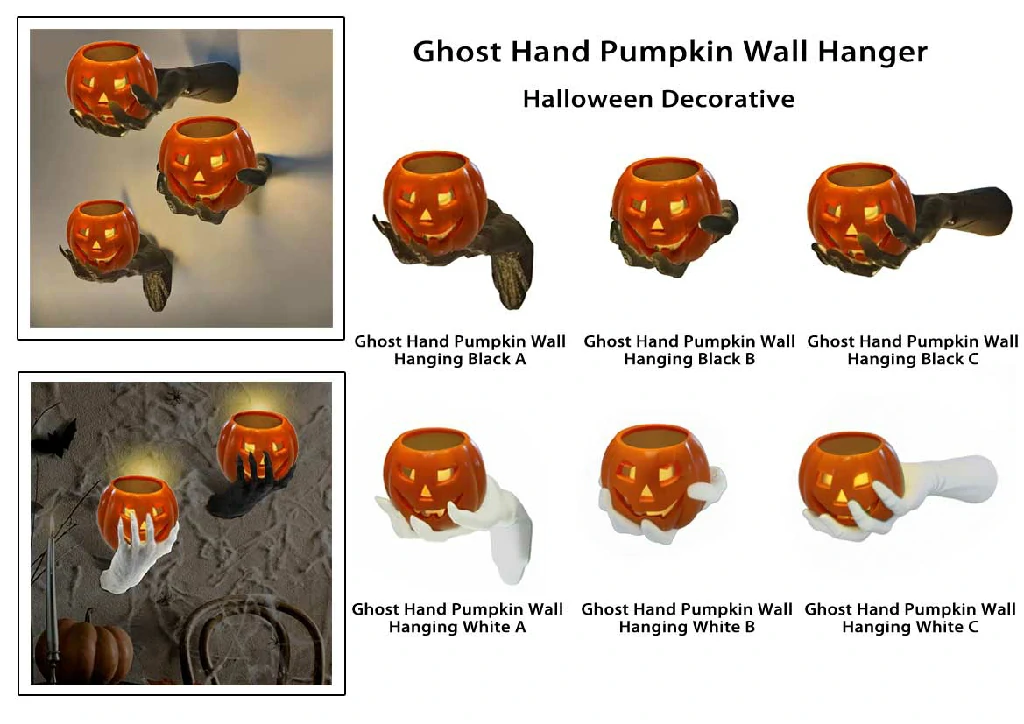 Ghost Hand Pumpkin Wall Hanger
Halloween Decorative
Ghost Hand Pumpkin Wall
Hanging Black A
Ghost Hand Pumpkin Wall
Hanging Black B
Ghost Hand Pumpkin Wall
Hanging Black C
Ghost Hand Pumpkin Wall
Hanging White A
Ghost Hand Pumpkin Wall
Hanging White B
Ghost Hand Pumpkin Wall
Hanging White C